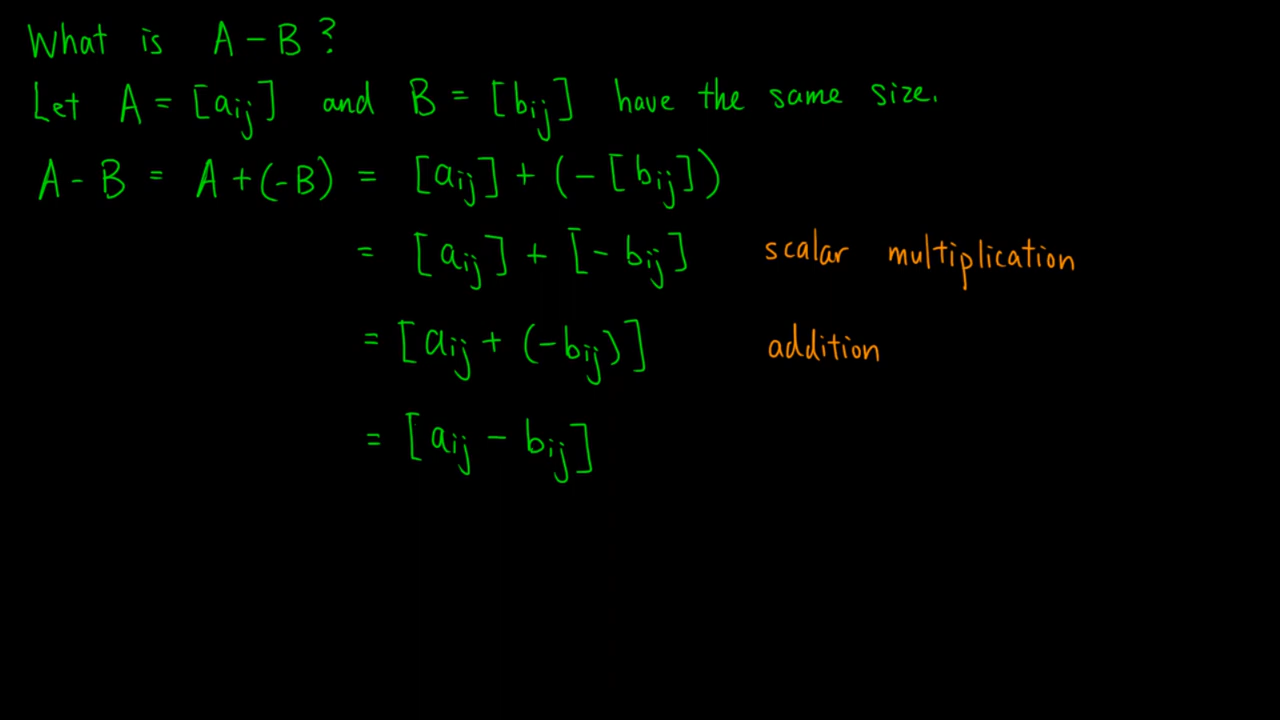 What is A - B ?
Let A = [aij] and B = [bij] have the same size.
A - B = A + (-B) = [aij] + (-[bij])
= [aij] + [-bij] scalar multiplication
= [aij + (-bij)] addition
= [aij - bij]